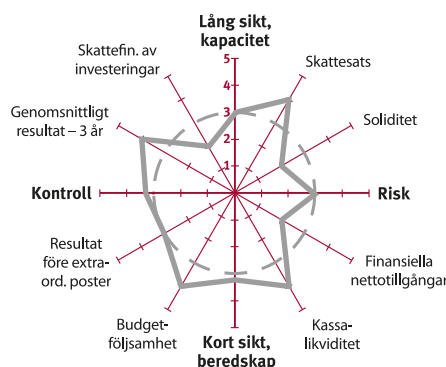 Lång sikt,
kapacitet
Skattefin. av
investeringar
Skattesats
5
4
3
2
1
Genomsnittligt
resultat – 3 år
Soliditet
Kontroll
Risk
Resultat
före extra-
ord. poster
Finansiella
nettotillgångar
Budget-
följsamhet
Kort sikt,
beredskap
Kassa-
likviditet